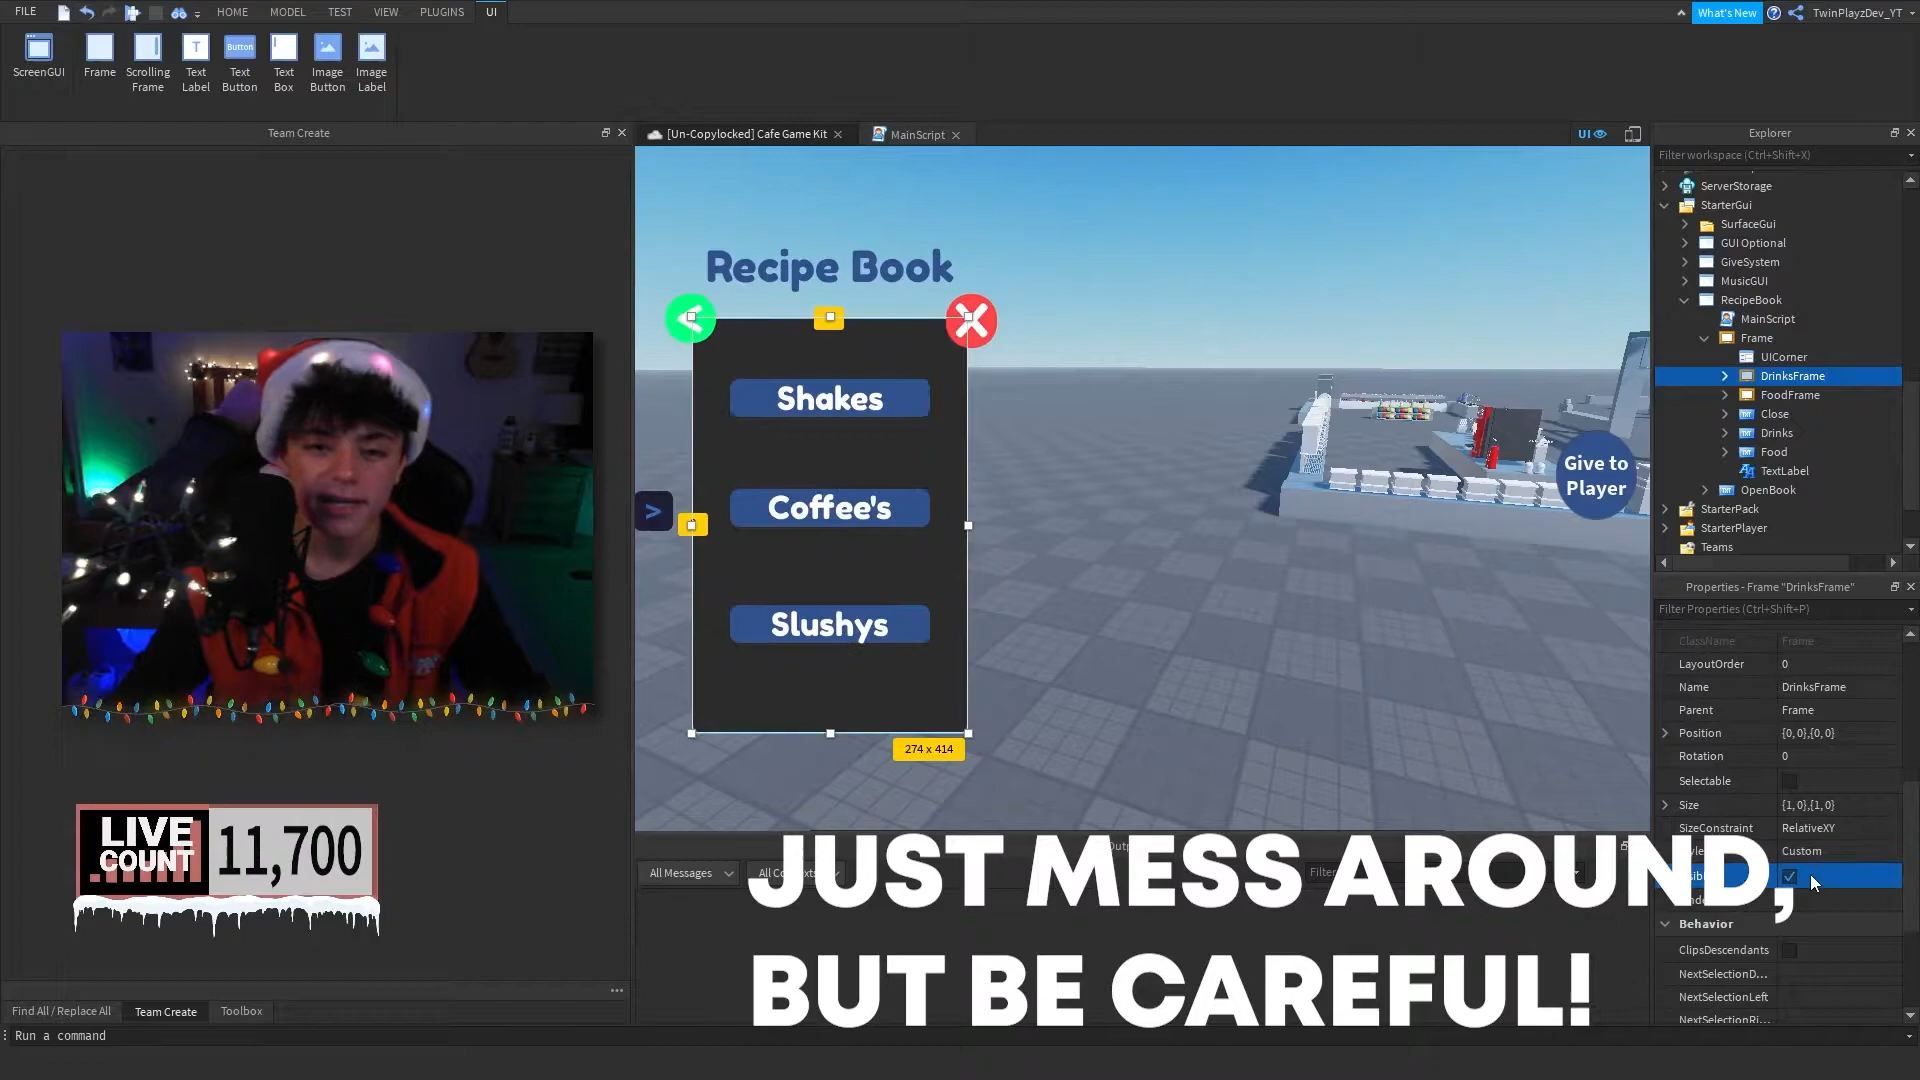 FILE
HOME
MODEL
TEST
VIEW
PLUGINS
UI
What's New
TwinPlayzDev_YT
ScreenGUI
Frame
Scrolling
Frame
Text
Label
Button
Text
Button
Text
Box
Image
Button
Image
Label
Team Create
[Un-Copylocked] Cafe Game Kit
MainScript
UI
Explorer
Filter workspace (Ctrl+Shift+X)
ServerStorage
StarterGui
SurfaceGui
GUI Optional
GiveSystem
MusicGUI
RecipeBook
MainScript
Frame
UICorner
DrinksFrame
FoodFrame
Close
Drinks
Food
TextLabel
OpenBook
StarterPack
StarterPlayer
Teams
Recipe Book
Shakes
Coffee's
Slushys
>
Give to
Player
274 x 414
Properties - Frame "DrinksFrame"
Filter Properties (Ctrl+Shift+P)
ClassName Frame
LayoutOrder 0
Name DrinksFrame
Parent Frame
Position {0, 0},{0, 0}
Rotation 0
Selectable
Size {1, 0},{1, 0}
SizeConstraint RelativeXY
Custom
Behavior
ClipsDescendants
NextSelectionD...
NextSelectionLeft
NextSelectionRi...
LIVE
COUNT
11,700
All Messages
Filter
JUST MESS AROUND,
BUT BE CAREFUL!
Find All / Replace All
Team Create
Toolbox
Run a command